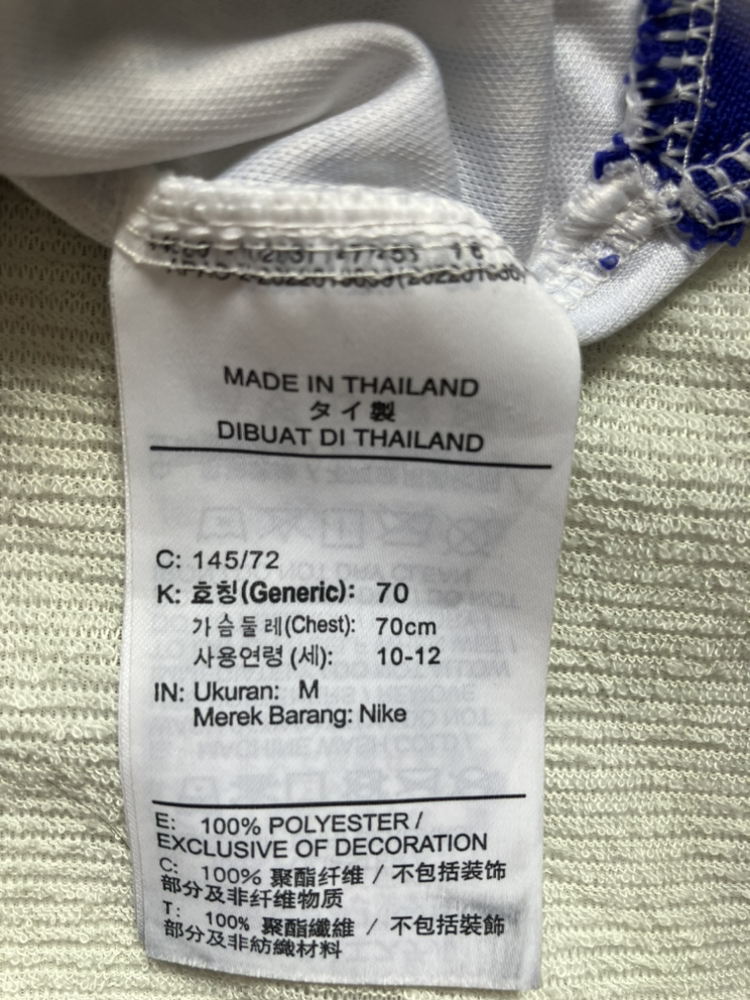 MADE IN THAILAND
タイ製
DIBUAT DI THAILAND
C: 145/72
K: 호칭(Generic): 70
가슴둘레(Chest): 70cm
사용연령 (세): 10-12
IN: Ukuran: M
Merek Barang: Nike
E: 100% POLYESTER /
EXCLUSIVE OF DECORATION
C: 100% 聚酯纤维 / 不包括装饰
部分及非纤维物质
T: 100% 聚酯纖維 / 不包括裝飾
部分及非紡織材料